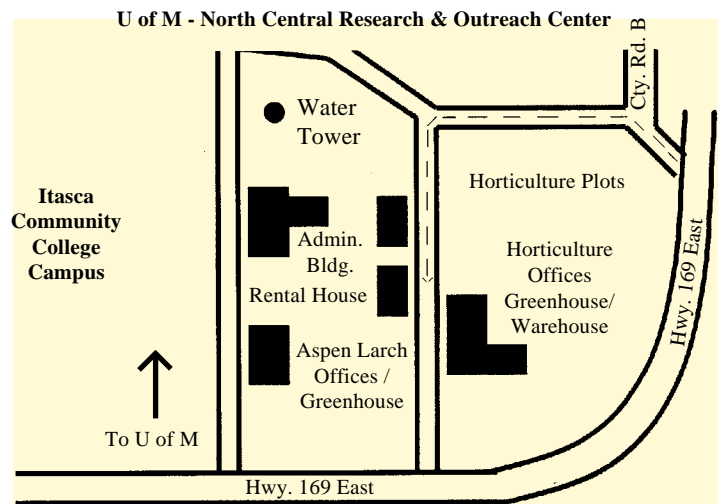 U of M - North Central Research & Outreach Center
Cty. Rd. B
Water
Tower
Horticulture Plots
Itasca
Community
College
Campus
Admin.
Bldg.
Horticulture
Offices
Greenhouse/
Warehouse
Hwy. 169 East
Rental House
Aspen Larch
Offices /
Greenhouse
To U of M
Hwy. 169 East